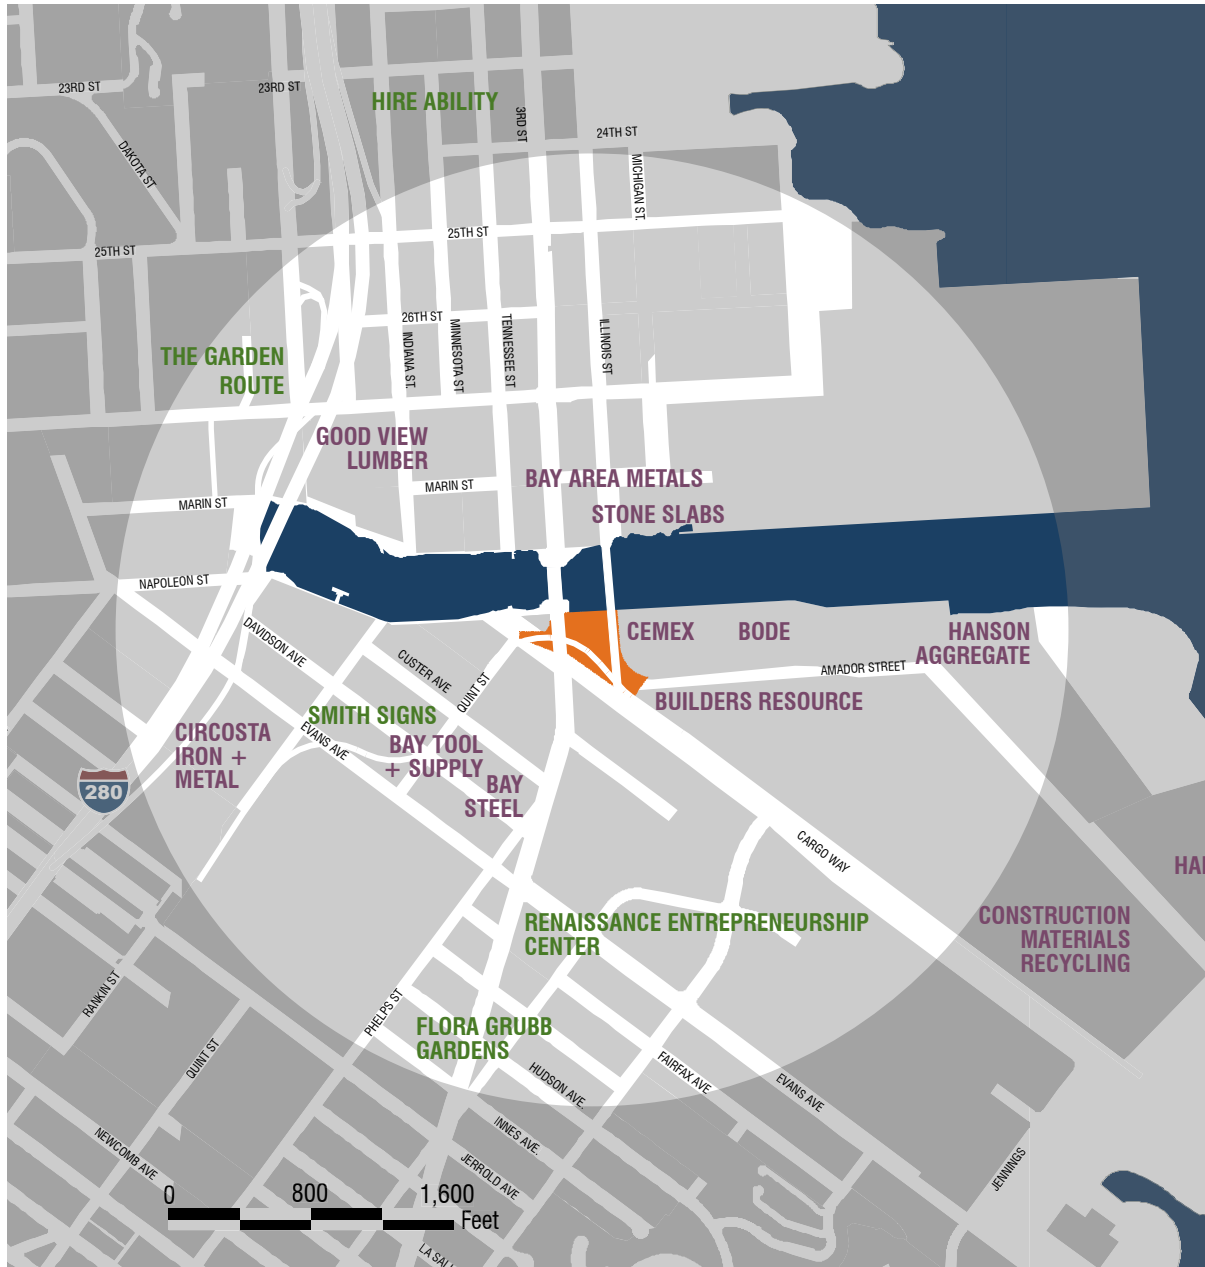 23RD ST
23RD ST
HIRE ABILITY
3RD ST
24TH ST
DAKOTA ST
MICHIGAN ST.
25TH ST
25TH ST
26TH ST
INDIANA ST.
MINNESOTA ST
TENNESSEE ST
ILLINOIS ST
THE GARDEN
ROUTE
GOOD VIEW
LUMBER
BAY AREA METALS
MARIN ST
MARIN ST
STONE SLABS
NAPOLEON ST
DAVIDSON AVE
CUSTER AVE
QUINT ST
CEMEX
BODE
HANSON
AGGREGATE
AMADOR STREET
BUILDERS RESOURCE
SMITH SIGNS
EVANS AVE
CIRCOSTA
IRON +
METAL
BAY TOOL
+ SUPPLY
BAY
STEEL
280
CARGO WAY
RENAISSANCE ENTREPRENEURSHIP
CENTER
CONSTRUCTION
MATERIALS
RECYCLING
RANKIN ST
PHELPS ST
QUINT ST
FLORA GRUBB
GARDENS
HUDSON AVE.
FAIRFAX AVE
EVANS AVE
INNES AVE.
JERROLD AVE
NEWCOMB AVE
JENNINGS
0
800
1,600
Feet